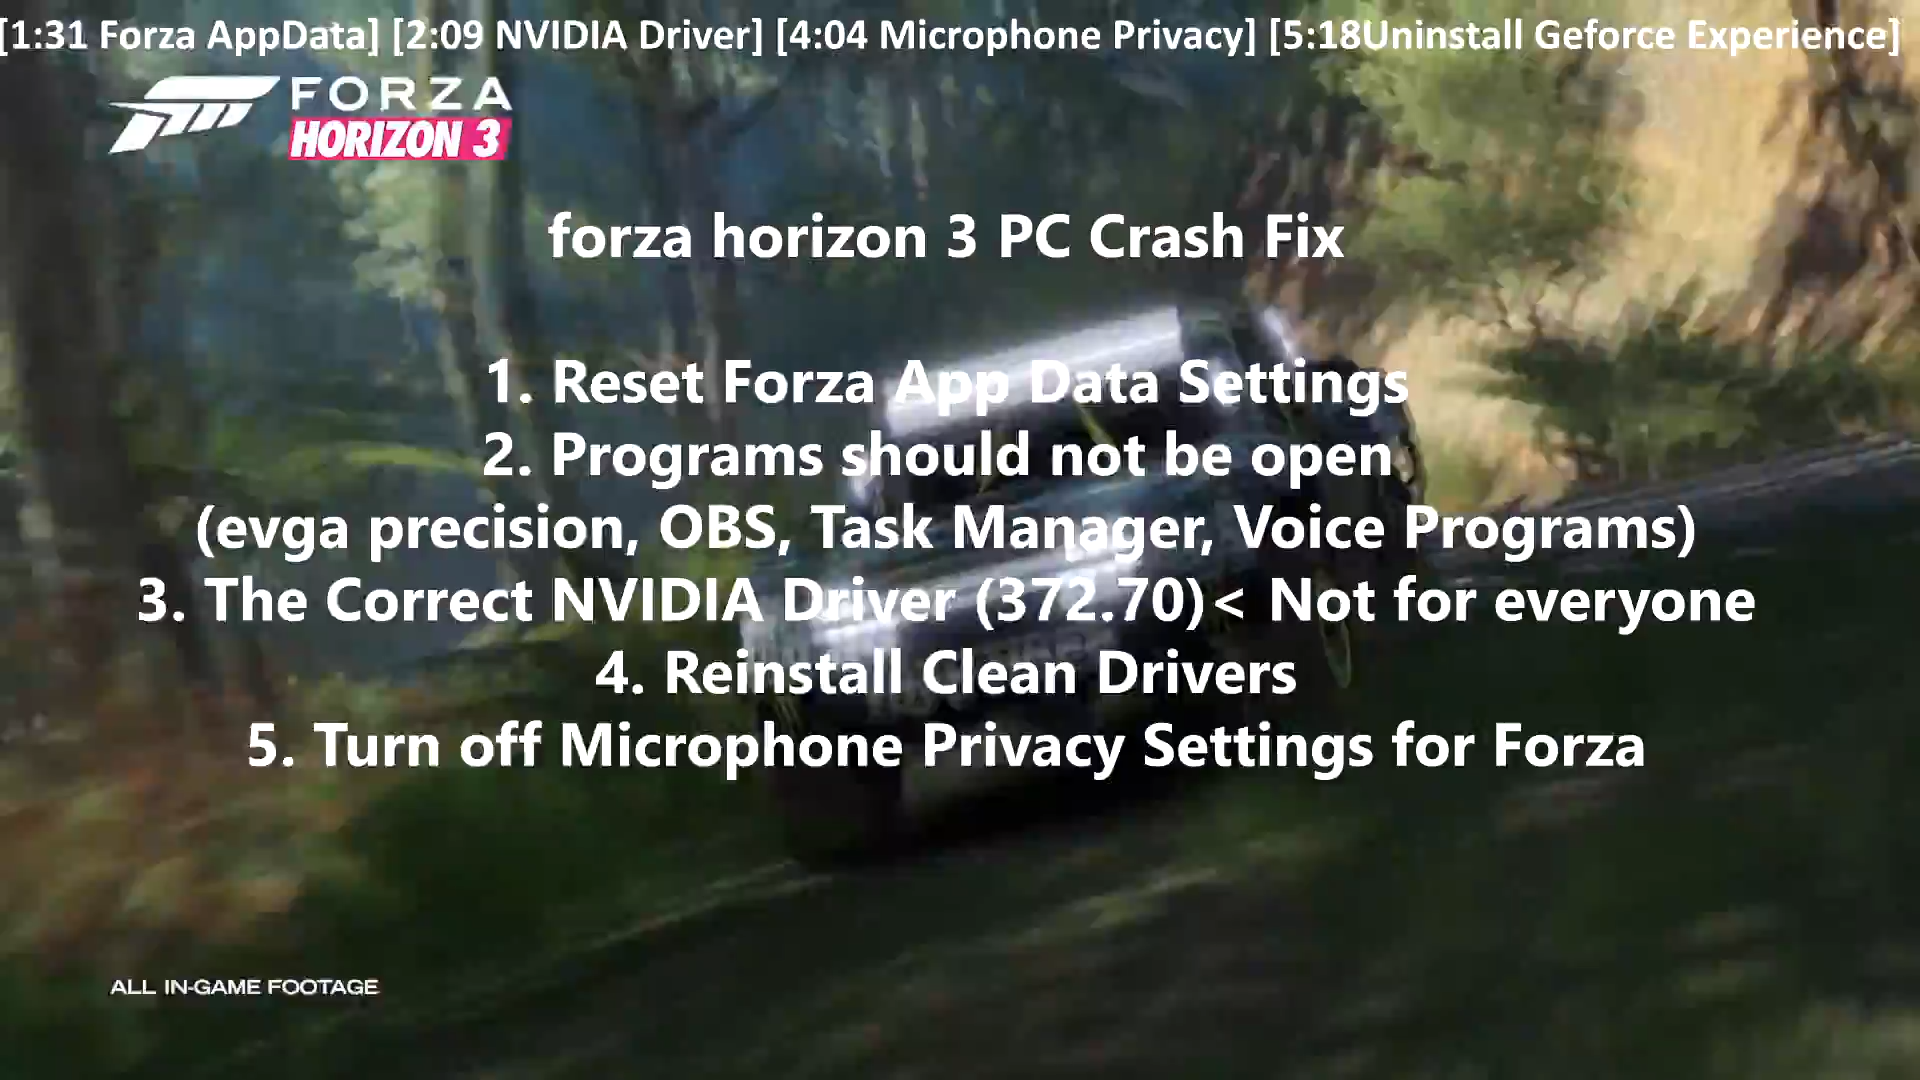 [1:31 Forza AppData] [2:09 NVIDIA Driver] [4:04 Microphone Privacy] [5:18Uninstall Geforce Experience]
FORZA
HORIZON 3
forza horizon 3 PC Crash Fix
1. Reset Forza App Data Settings
2. Programs should not be open
(evga precision, OBS, Task Manager, Voice Programs)
3. The Correct NVIDIA Driver (372.70)< Not for everyone
4. Reinstall Clean Drivers
5. Turn off Microphone Privacy Settings for Forza
ALL IN-GAME FOOTAGE